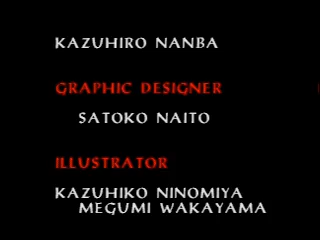 KAZUHIRO NANBA
GRAPHIC DESIGNER
SATOKO NAITO
ILLUSTRATOR
KAZUHIKO NINOMIYA
MEGUMI WAKAYAMA